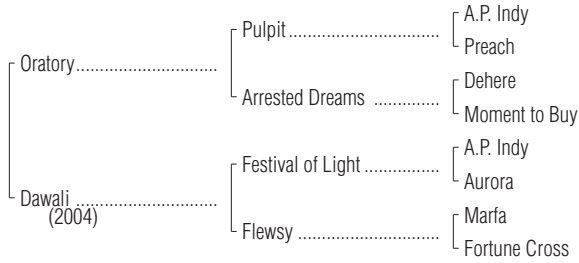 A.P. Indy
Pulpit
Preach
Oratory
Dehere
Arrested Dreams
Moment to Buy
A.P. Indy
Festival of Light
Aurora
Dawali
(2004)
Marfa
Flewsy
Fortune Cross